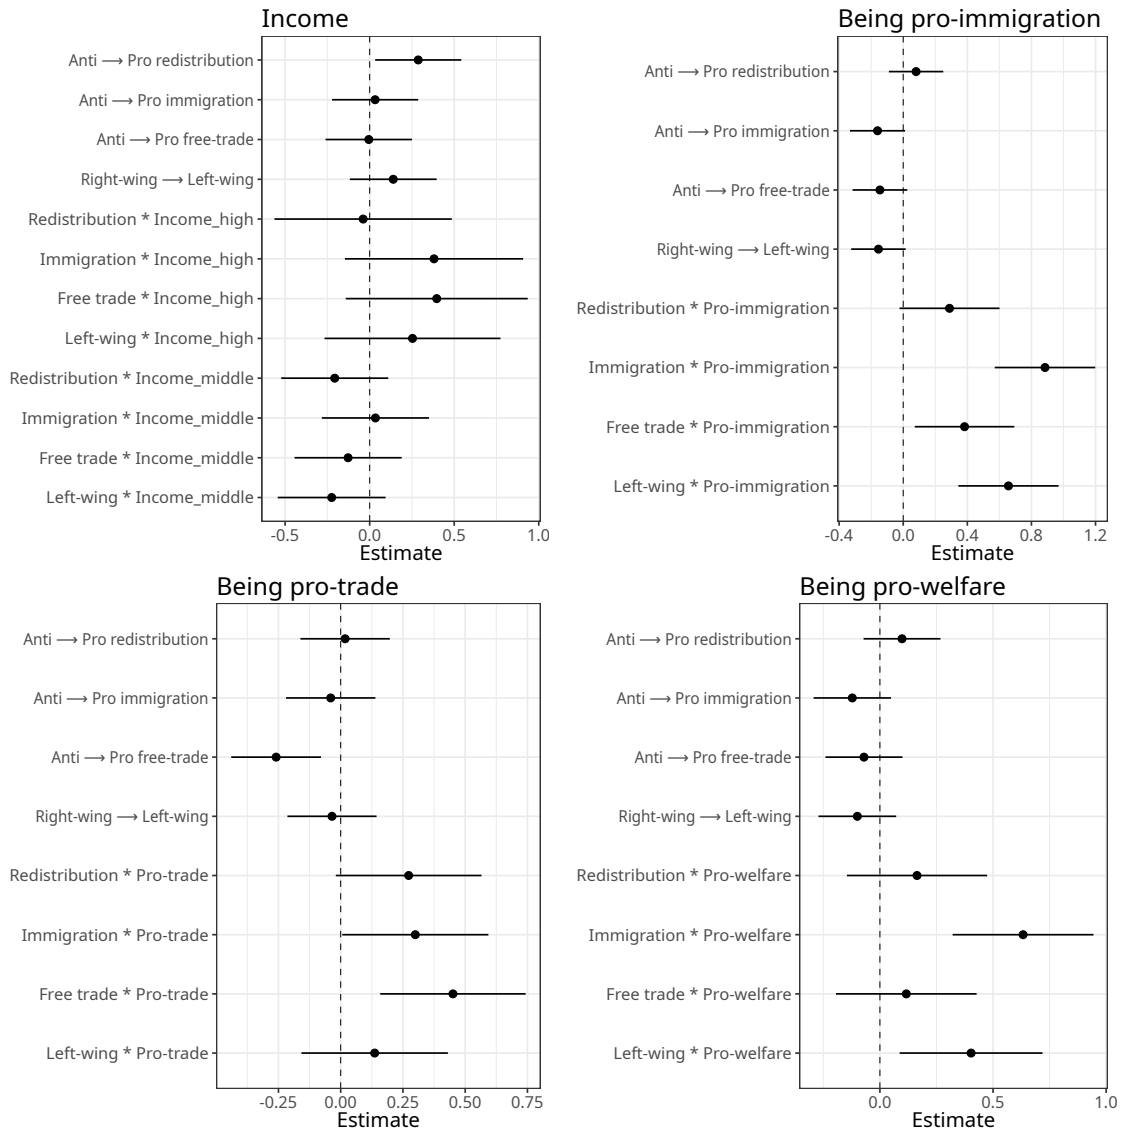 Income
Anti ⟶ Pro redistribution
Anti ⟶ Pro immigration
Anti ⟶ Pro free-trade
Right-wing ⟶ Left-wing
Redistribution * Income_high
Immigration * Income_high
Free trade * Income_high
Left-wing * Income_high
Redistribution * Income_middle
Immigration * Income_middle
Free trade * Income_middle
Left-wing * Income_middle
-0.5 0.0 0.5 1.0
Estimate
Being pro-immigration
Anti ⟶ Pro redistribution
Anti ⟶ Pro immigration
Anti ⟶ Pro free-trade
Right-wing ⟶ Left-wing
Redistribution * Pro-immigration
Immigration * Pro-immigration
Free trade * Pro-immigration
Left-wing * Pro-immigration
-0.4 0.0 0.4 0.8 1.2
Estimate
Being pro-trade
Anti ⟶ Pro redistribution
Anti ⟶ Pro immigration
Anti ⟶ Pro free-trade
Right-wing ⟶ Left-wing
Redistribution * Pro-trade
Immigration * Pro-trade
Free trade * Pro-trade
Left-wing * Pro-trade
-0.25 0.00 0.25 0.50 0.75
Estimate
Being pro-welfare
Anti ⟶ Pro redistribution
Anti ⟶ Pro immigration
Anti ⟶ Pro free-trade
Right-wing ⟶ Left-wing
Redistribution * Pro-welfare
Immigration * Pro-welfare
Free trade * Pro-welfare
Left-wing * Pro-welfare
0.0 0.5 1.0
Estimate